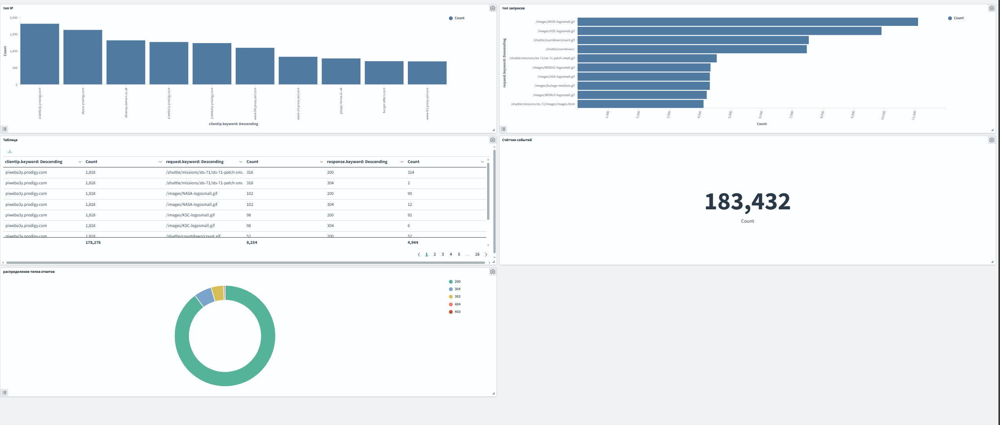 топ IP
Count
2,000
1,500
1,000
500
0
Count
piweba3y.prodigy.com
alyssa.prodigy.com
disarray.demon.co.uk
piweba1y.prodigy.com
piweba4y.prodigy.com
www-b6.proxy.aol.com
www-d4.proxy.aol.com
poppy.hensa.ac.uk
burger.letters.com
www-b1.proxy.aol.com
clientip.keyword: Descending
топ запросов
Count
request.keyword: Descending
/images/NASA-logosmall.gif
/images/KSC-logosmall.gif
/shuttle/countdown/count.gif
/shuttle/countdown/
/shuttle/missions/sts-71/sts-71-patch-small.gif
/images/MOSAIC-logosmall.gif
/images/USA-logosmall.gif
/images/ksclogo-medium.gif
/images/WORLD-logosmall.gif
/shuttle/missions/sts-71/images/images.html
1,000 2,000 3,000 4,000 5,000 6,000 7,000 8,000 9,000 10,000 11,000
Count
Таблица
clientip.keyword: Descending Count request.keyword: Descending Count response.keyword: Descending Count
piweba3y.prodigy.com 1,818 /shuttle/missions/sts-71/sts-71-patch-sma 316 200 314
piweba3y.prodigy.com 1,818 /shuttle/missions/sts-71/sts-71-patch-sma 316 304 2
piweba3y.prodigy.com 1,818 /images/NASA-logosmall.gif 102 200 90
piweba3y.prodigy.com 1,818 /images/NASA-logosmall.gif 102 304 12
piweba3y.prodigy.com 1,818 /images/KSC-logosmall.gif 98 200 92
piweba3y.prodigy.com 1,818 /images/KSC-logosmall.gif 98 304 6
piweba3y.prodigy.com 1,818 /shuttle/countdown/count.gif 52 200 52
178,276 8,254 4,944
1 2 3 4 5 ... 16
Счётчик событий
183,432
Count
распределение типов ответов
200
304
302
404
403